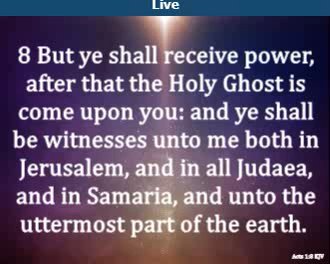 Live
8 But ye shall receive power,
after that the Holy Ghost is
come upon you: and ye shall
be witnesses unto me both in
Jerusalem, and in all Judaea,
and in Samaria, and unto the
uttermost part of the earth.
Acts 1:8 KJV